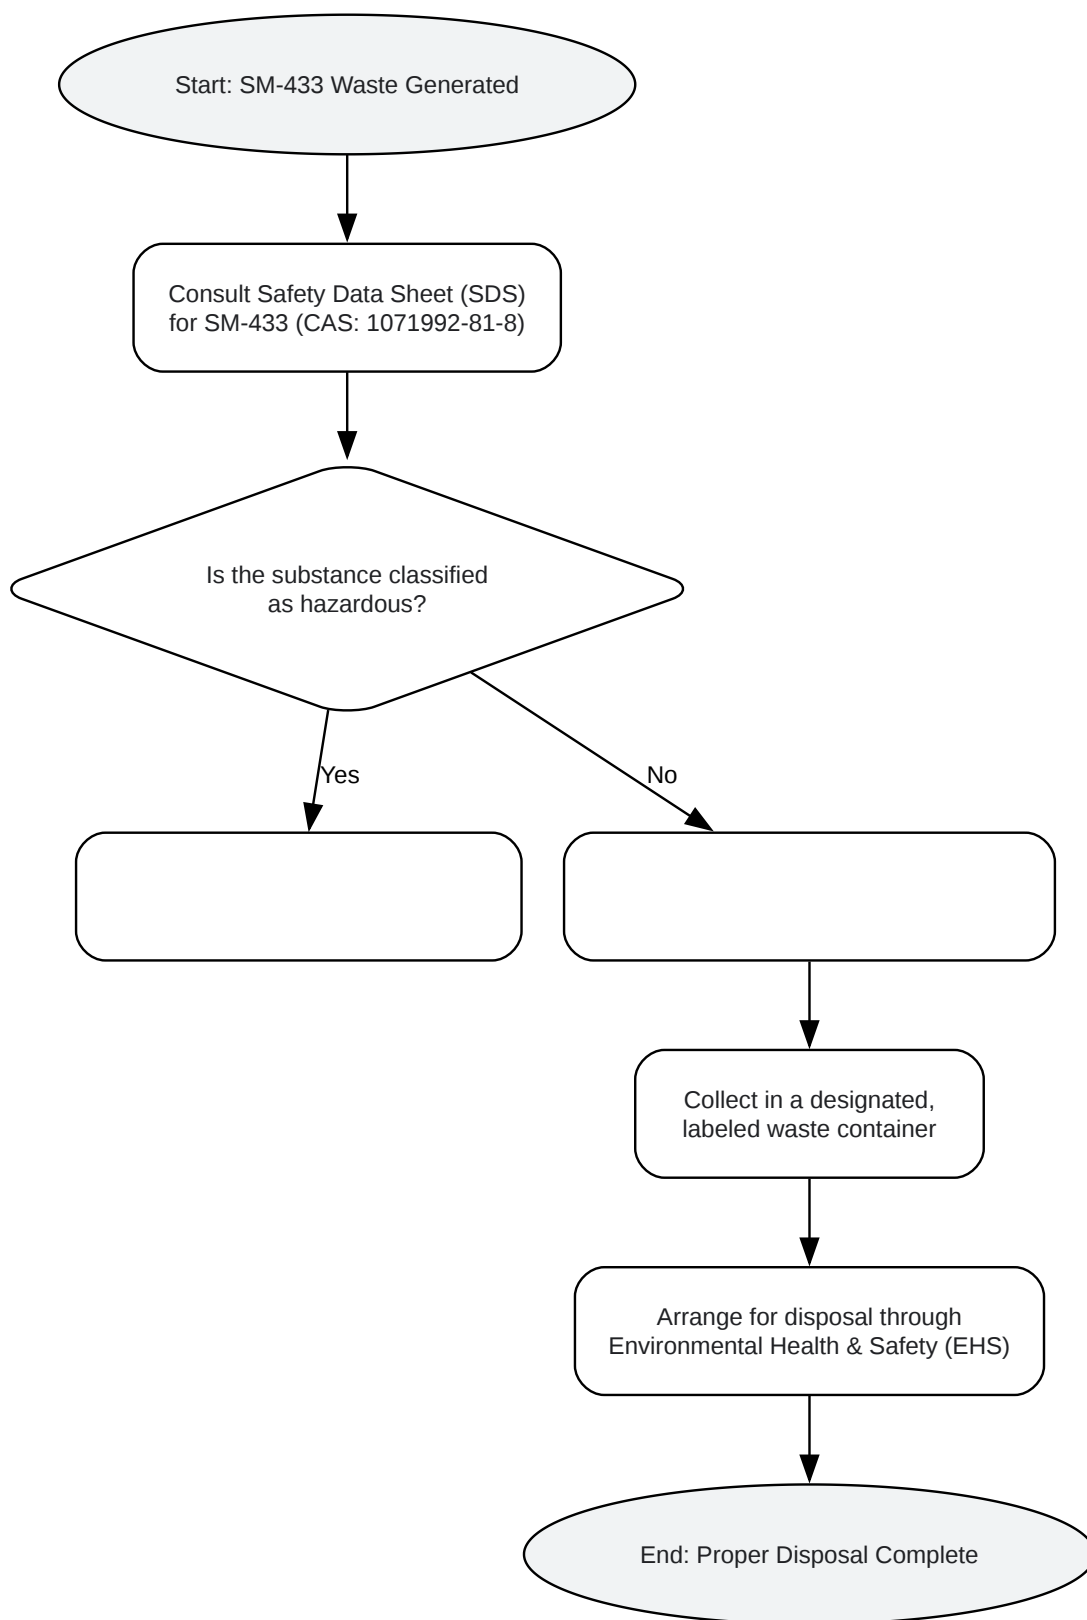 Start: SM-433 Waste Generated
Consult Safety Data Sheet (SDS)
for SM-433 (CAS: 1071992-81-8)
Is the substance classified
as hazardous?
Yes
No
Collect in a designated,
labeled waste container
Arrange for disposal through
Environmental Health & Safety (EHS)
End: Proper Disposal Complete